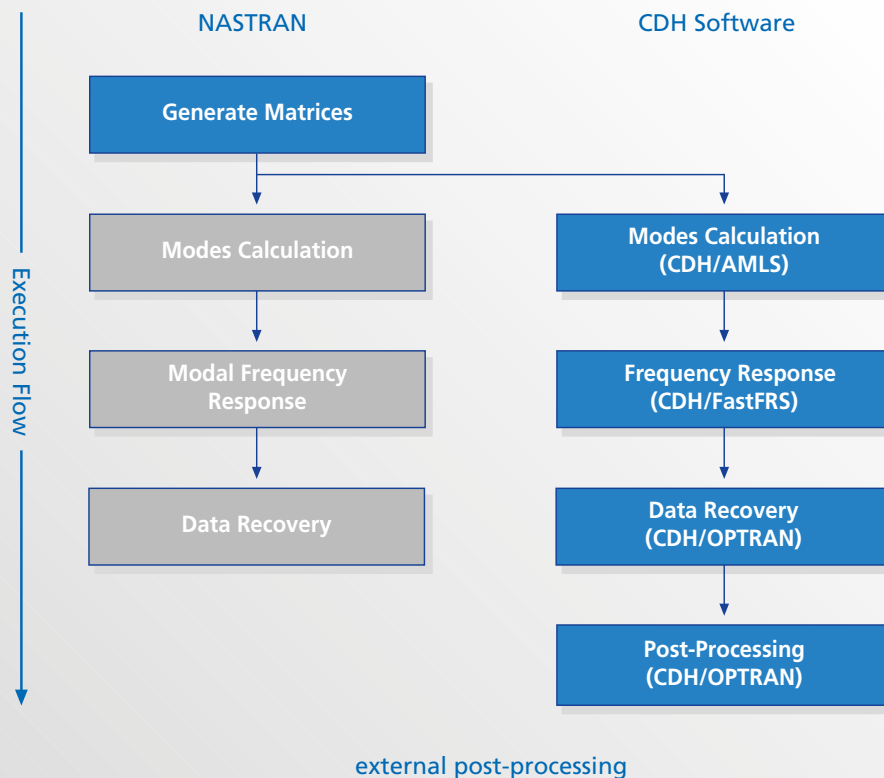 NASTRAN
CDH Software
Generate Matrices
Execution Flow
Modes Calculation
Modes Calculation
(CDH/AMLS)
Modal Frequency
Response
Frequency Response
(CDH/FastFRS)
Data Recovery
Data Recovery
(CDH/OPTRAN)
Post-Processing
(CDH/OPTRAN)
external post-processing